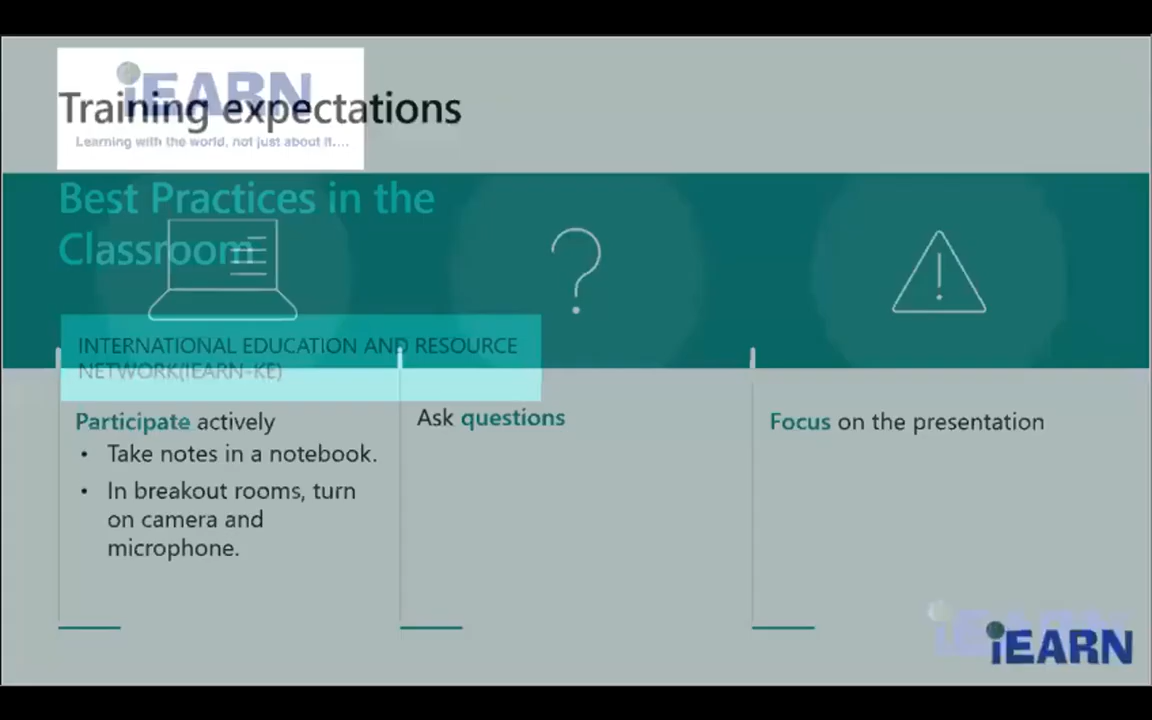 iEARN
Training expectations
Learning with the world, not just about it....
Best Practices in the
Classroom
INTERNATIONAL EDUCATION AND RESOURCE
NETWORK(IEARN-KE)
Participate actively
• Take notes in a notebook.
• In breakout rooms, turn
on camera and
microphone.
Ask questions
Focus on the presentation
iEARN
iEARN